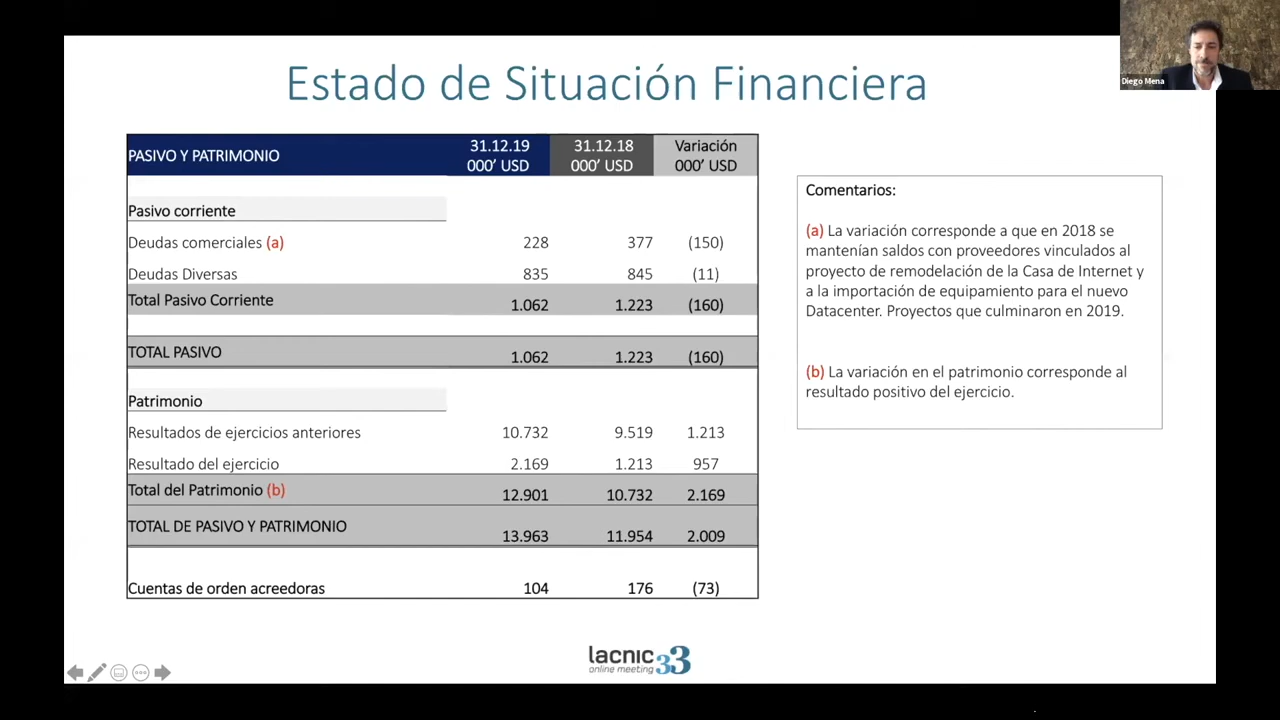 Diego Mena
Estado de Situación Financiera
PASIVO Y PATRIMONIO 31.12.19 000’ USD 31.12.18 000’ USD Variación 000’ USD
Pasivo corriente
Deudas comerciales (a) 228 377 (150)
Deudas Diversas 835 845 (11)
Total Pasivo Corriente 1.062 1.223 (160)
TOTAL PASIVO 1.062 1.223 (160)
Patrimonio
Resultados de ejercicios anteriores 10.732 9.519 1.213
Resultado del ejercicio 2.169 1.213 957
Total del Patrimonio (b) 12.901 10.732 2.169
TOTAL DE PASIVO Y PATRIMONIO 13.963 11.954 2.009
Cuentas de orden acreedoras 104 176 (73)
Comentarios:
(a) La variación corresponde a que en 2018 se
mantenían saldos con proveedores vinculados al
proyecto de remodelación de la Casa de Internet y
a la importación de equipamiento para el nuevo
Datacenter. Proyectos que culminaron en 2019.
(b) La variación en el patrimonio corresponde al
resultado positivo del ejercicio.
lacnic 33
online meeting